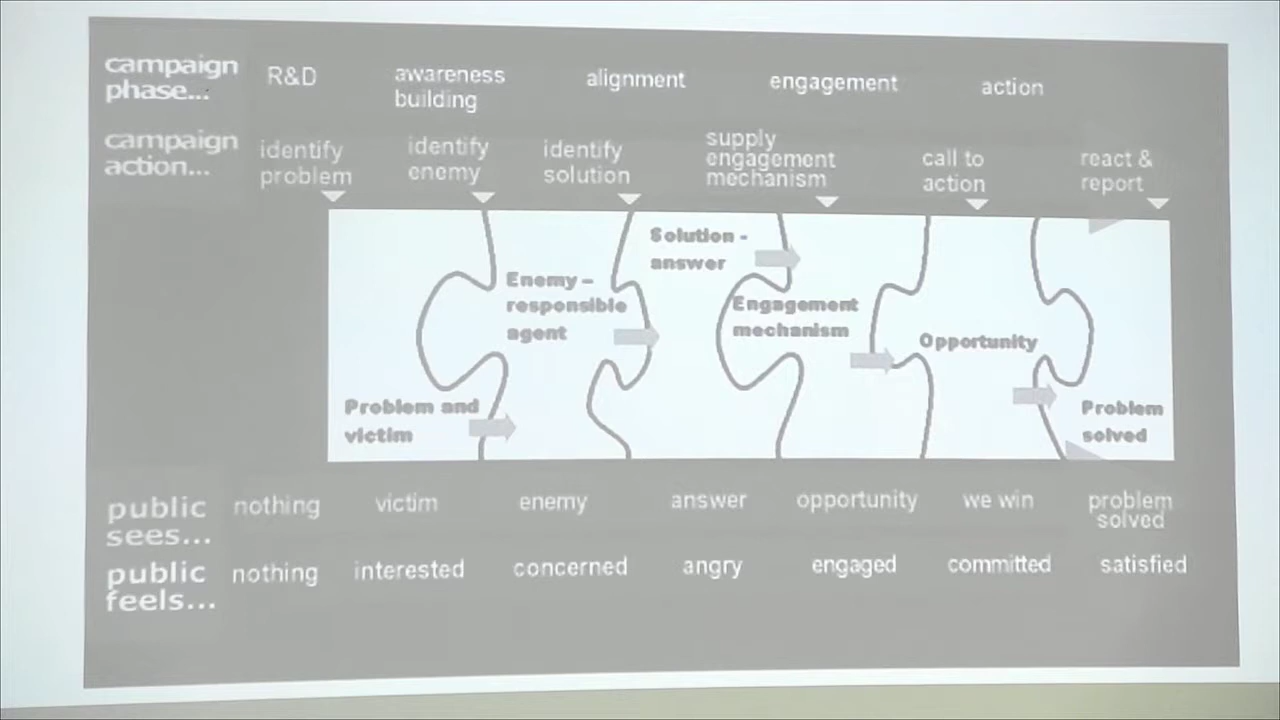 campaign phase...
R&D
awareness building
alignment
engagement
action
campaign action...
identify problem
identify enemy
identify solution
supply engagement mechanism
call to action
react & report
Problem and victim
Enemy – responsible agent
Solution - answer
Engagement mechanism
Opportunity
Problem solved
public sees...
nothing
victim
enemy
answer
opportunity
we win
problem solved
public feels...
nothing
interested
concerned
angry
engaged
committed
satisfied